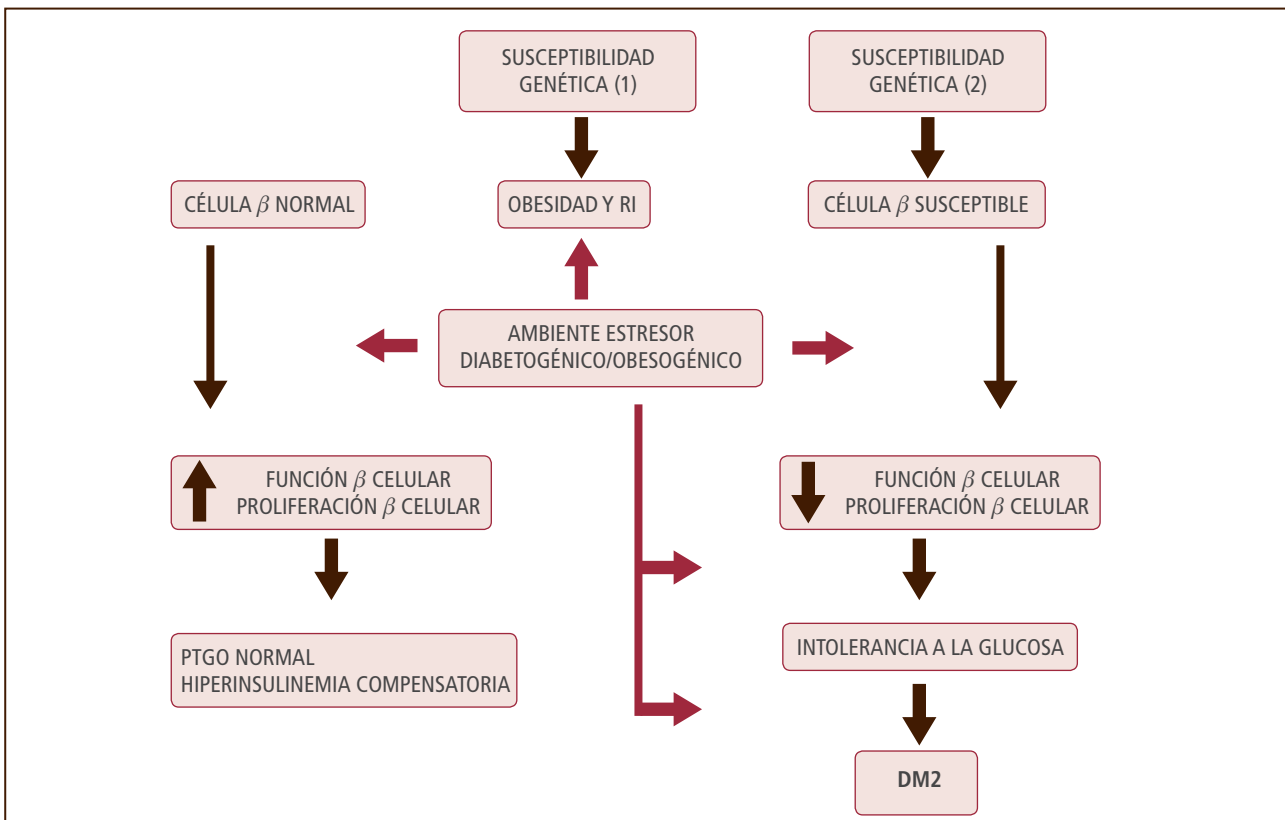 SUSCEPTIBILIDAD
GENÉTICA (1)
SUSCEPTIBILIDAD
GENÉTICA (2)
CÉLULA β NORMAL
OBESIDAD Y RI
CÉLULA β SUSCEPTIBLE
AMBIENTE ESTRESOR
DIABETOGÉNICO/OBESOGÉNICO
FUNCIÓN β CELULAR
PROLIFERACIÓN β CELULAR
FUNCIÓN β CELULAR
PROLIFERACIÓN β CELULAR
PTGO NORMAL
HIPERINSULINEMIA COMPENSATORIA
INTOLERANCIA A LA GLUCOSA
DM2